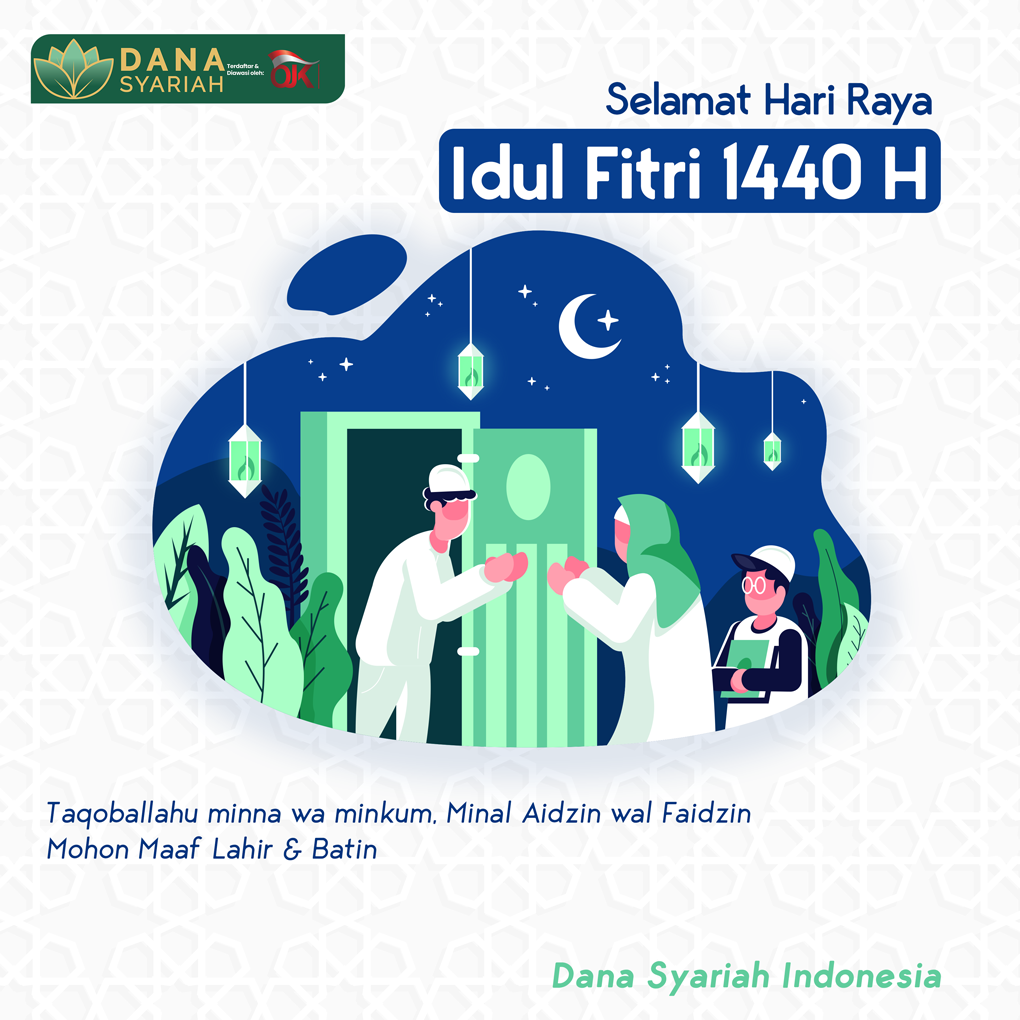 DANA
SYARIAH
Terdaftar &
Diawasi oleh:
OJK
Selamat Hari Raya
Idul Fitri 1440 H
Taqoballahu minna wa minkum, Minal Aidzin wal Faidzin
Mohon Maaf Lahir & Batin
Dana Syariah Indonesia